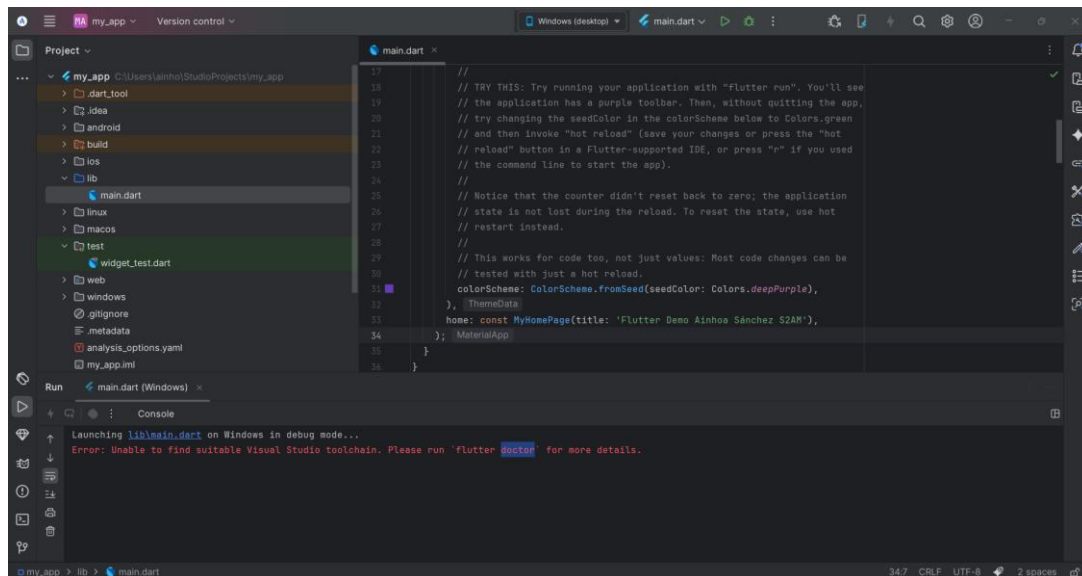 MA my_app Version control Windows (desktop) main.dart
Project
main.dart
my_app C:\Users\ainho\StudioProjects\my_app
.dart_tool
.idea
android
build
ios
lib
main.dart
linux
macos
test
widget_test.dart
web
windows
.gitignore
.metadata
analysis_options.yaml
my_app.iml
17 //
18 // TRY THIS: Try running your application with "flutter run". You'll see
19 // the application has a purple toolbar. Then, without quitting the app,
20 // try changing the seedColor in the colorScheme below to Colors.green
21 // and then invoke "hot reload" (save your changes or press the "hot
22 // reload" button in a Flutter-supported IDE, or press "r" if you used
23 // the command line to start the app).
24 //
25 // Notice that the counter didn't reset back to zero; the application
26 // state is not lost during the reload. To reset the state, use hot
27 // restart instead.
28 //
29 // This works for code too, not just values: Most code changes can be
30 // tested with just a hot reload.
31 colorScheme: ColorScheme.fromSeed(seedColor: Colors.deepPurple),
32 ), ThemeData
33 home: const MyHomePage(title: 'Flutter Demo Ainhoa Sánchez S2AM'),
34 ); MaterialApp
35 }
36 }
Run main.dart (Windows)
Console
Launching lib\main.dart on Windows in debug mode...
Error: Unable to find suitable Visual Studio toolchain. Please run `flutter doctor` for more details.
my_app > lib > main.dart 34:7 CRLF UTF-8 2 spaces